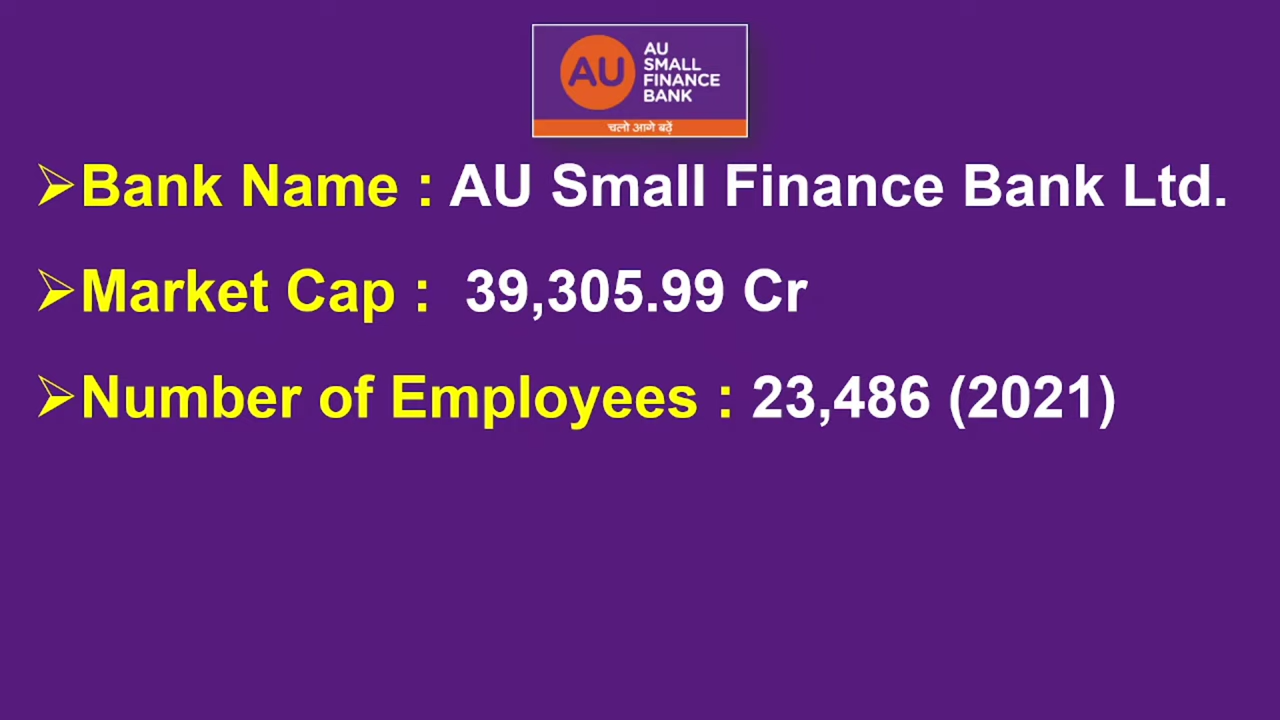 AU
AU
SMALL
FINANCE
BANK
चलो आगे बढ़ें
Bank Name : AU Small Finance Bank Ltd.
Market Cap : 39,305.99 Cr
Number of Employees : 23,486 (2021)